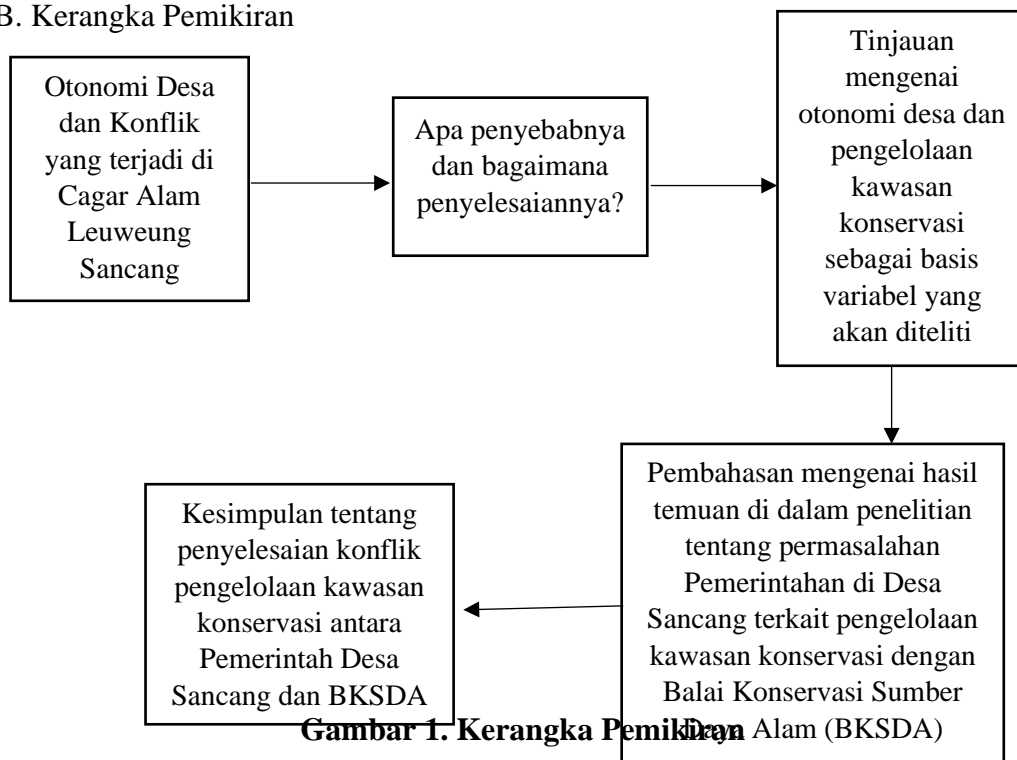 B. Kerangka Pemikiran
Otonomi Desa
dan Konflik
yang terjadi di
Cagar Alam
Leuweung
Sancang
Apa penyebabnya
dan bagaimana
penyelesaiannya?
Tinjauan
mengenai
otonomi desa dan
pengelolaan
kawasan
konservasi
sebagai basis
variabel yang
akan diteliti
Pembahasan mengenai hasil
temuan di dalam penelitian
tentang permasalahan
Pemerintahan di Desa
Sancang terkait pengelolaan
kawasan konservasi dengan
Balai Konservasi Sumber
Daya Alam (BKSDA)
Kesimpulan tentang
penyelesaian konflik
pengelolaan kawasan
konservasi antara
Pemerintah Desa
Sancang dan BKSDA
Gambar 1. Kerangka Pemikiran